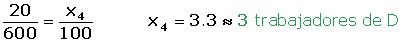 20/600 = x₄/100 x₄ = 3.3 ≈ 3 trabajadores de D